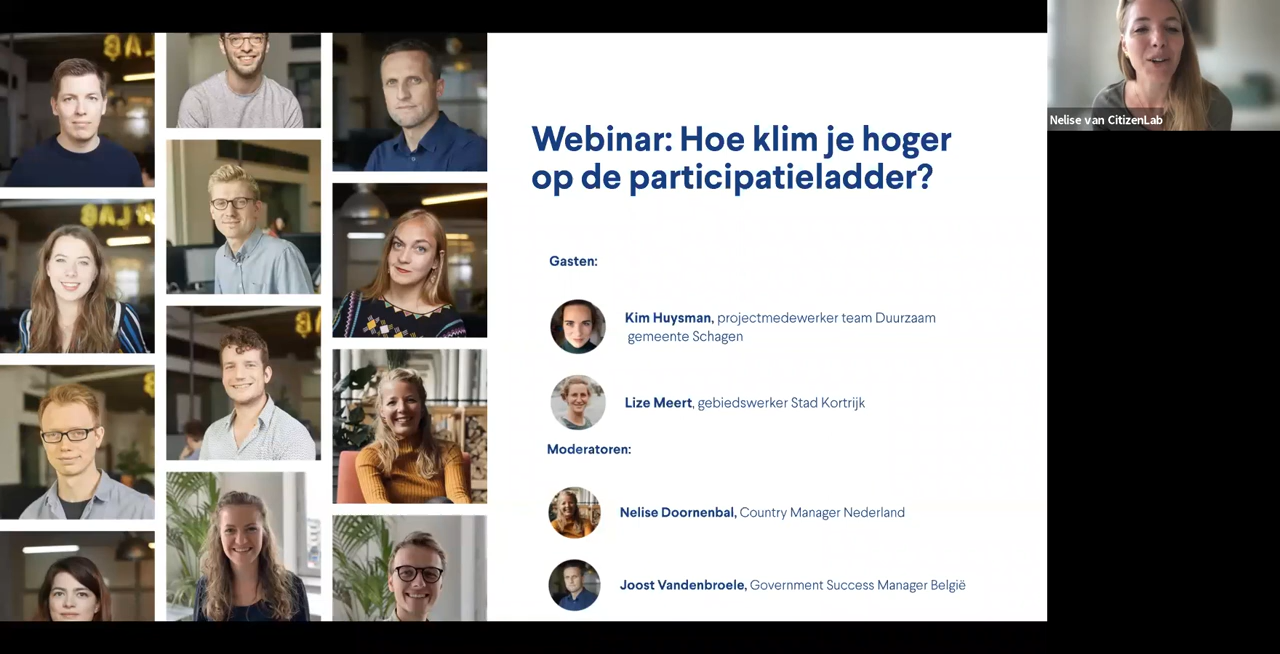 Webinar: Hoe klim je hoger
op de participatieladder?
Gasten:
Kim Huysman, projectmedewerker team Duurzaam
gemeente Schagen
Lize Meert, gebiedswerker Stad Kortrijk
Moderatoren:
Nelise Doornenbal, Country Manager Nederland
Joost Vandenbroele, Government Success Manager België
Nelise van CitizenLab